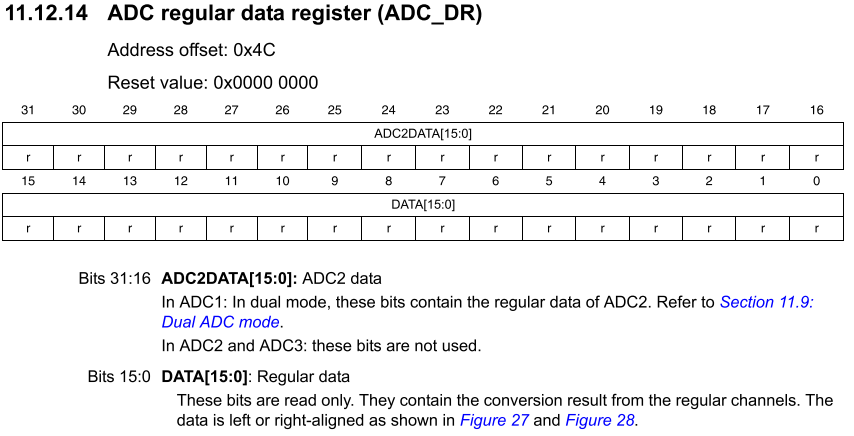 11.12.14 ADC regular data register (ADC_DR)
Address offset: 0x4C
Reset value: 0x0000 0000
31 30 29 28 27 26 25 24 23 22 21 20 19 18 17 16
ADC2DATA[15:0]
r r r r r r r r r r r r r r r r
15 14 13 12 11 10 9 8 7 6 5 4 3 2 1 0
DATA[15:0]
r r r r r r r r r r r r r r r r
Bits 31:16 ADC2DATA[15:0]: ADC2 data
In ADC1: In dual mode, these bits contain the regular data of ADC2. Refer to Section 11.9:
Dual ADC mode.
In ADC2 and ADC3: these bits are not used.
Bits 15:0 DATA[15:0]: Regular data
These bits are read only. They contain the conversion result from the regular channels. The
data is left or right-aligned as shown in Figure 27 and Figure 28.